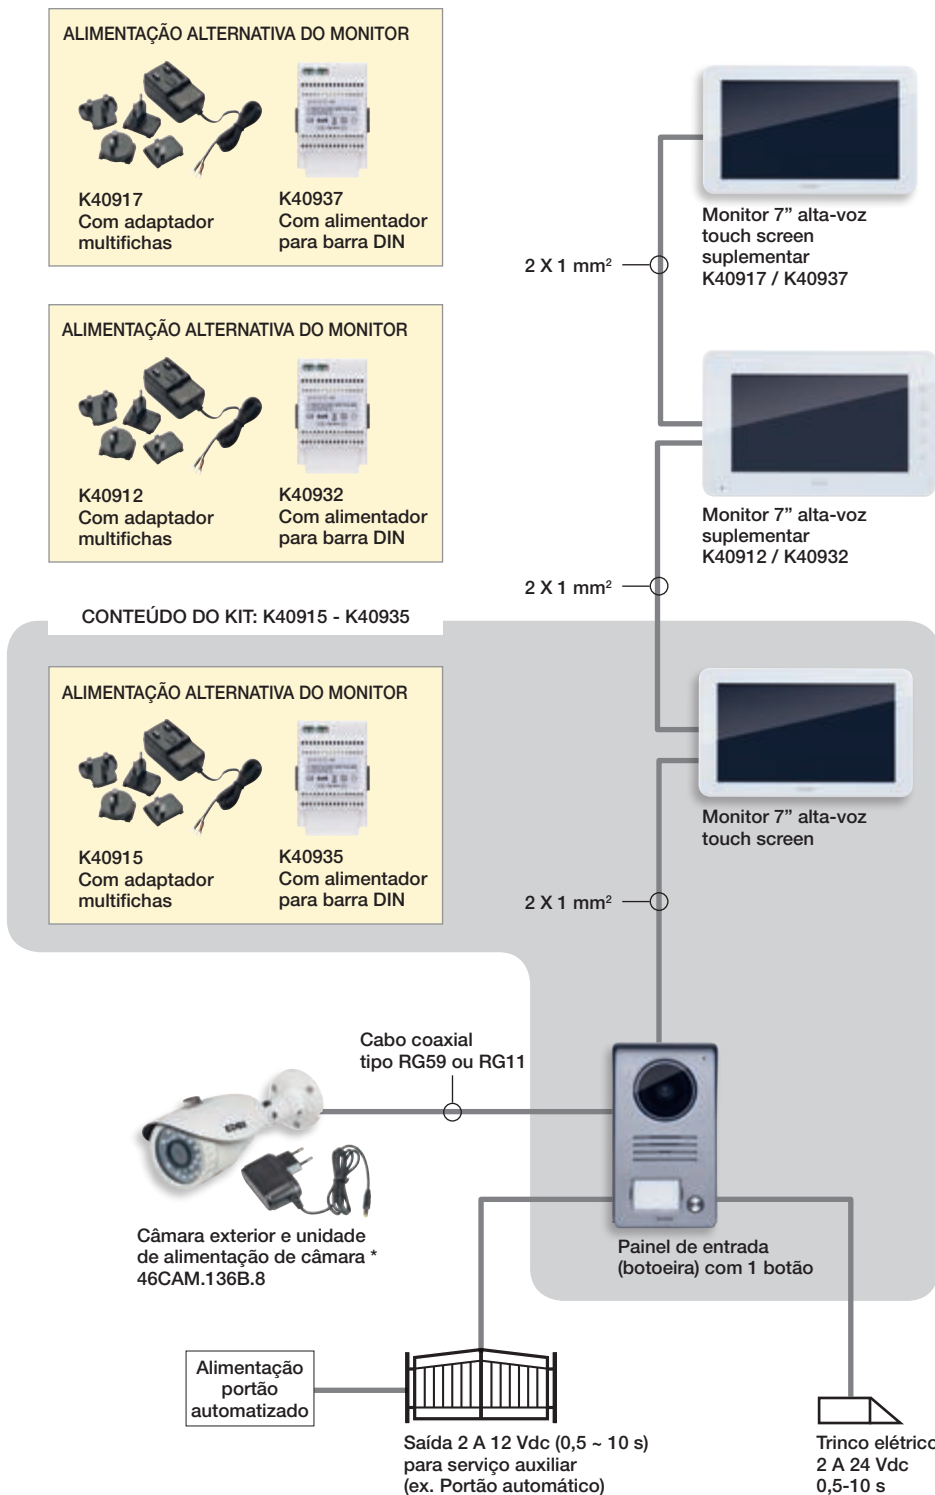 ALIMENTAÇÃO ALTERNATIVA DO MONITOR
K40917
Com adaptador
multifichas
K40937
Com alimentador
para barra DIN
Monitor 7” alta-voz
touch screen
suplementar
K40917 / K40937
2 X 1 mm²
ALIMENTAÇÃO ALTERNATIVA DO MONITOR
K40912
Com adaptador
multifichas
K40932
Com alimentador
para barra DIN
Monitor 7” alta-voz
suplementar
K40912 / K40932
2 X 1 mm²
CONTEÚDO DO KIT: K40915 - K40935
ALIMENTAÇÃO ALTERNATIVA DO MONITOR
K40915
Com adaptador
multifichas
K40935
Com alimentador
para barra DIN
Monitor 7” alta-voz
touch screen
2 X 1 mm²
Cabo coaxial
tipo RG59 ou RG11
Câmara exterior e unidade
de alimentação de câmara *
46CAM.136B.8
Painel de entrada
(botoeira) com 1 botão
Alimentação
portão
automatizado
Saída 2 A 12 Vdc (0,5 ~ 10 s)
para serviço auxiliar
(ex. Portão automático)
Trinco elétrico
2 A 24 Vdc
0,5-10 s